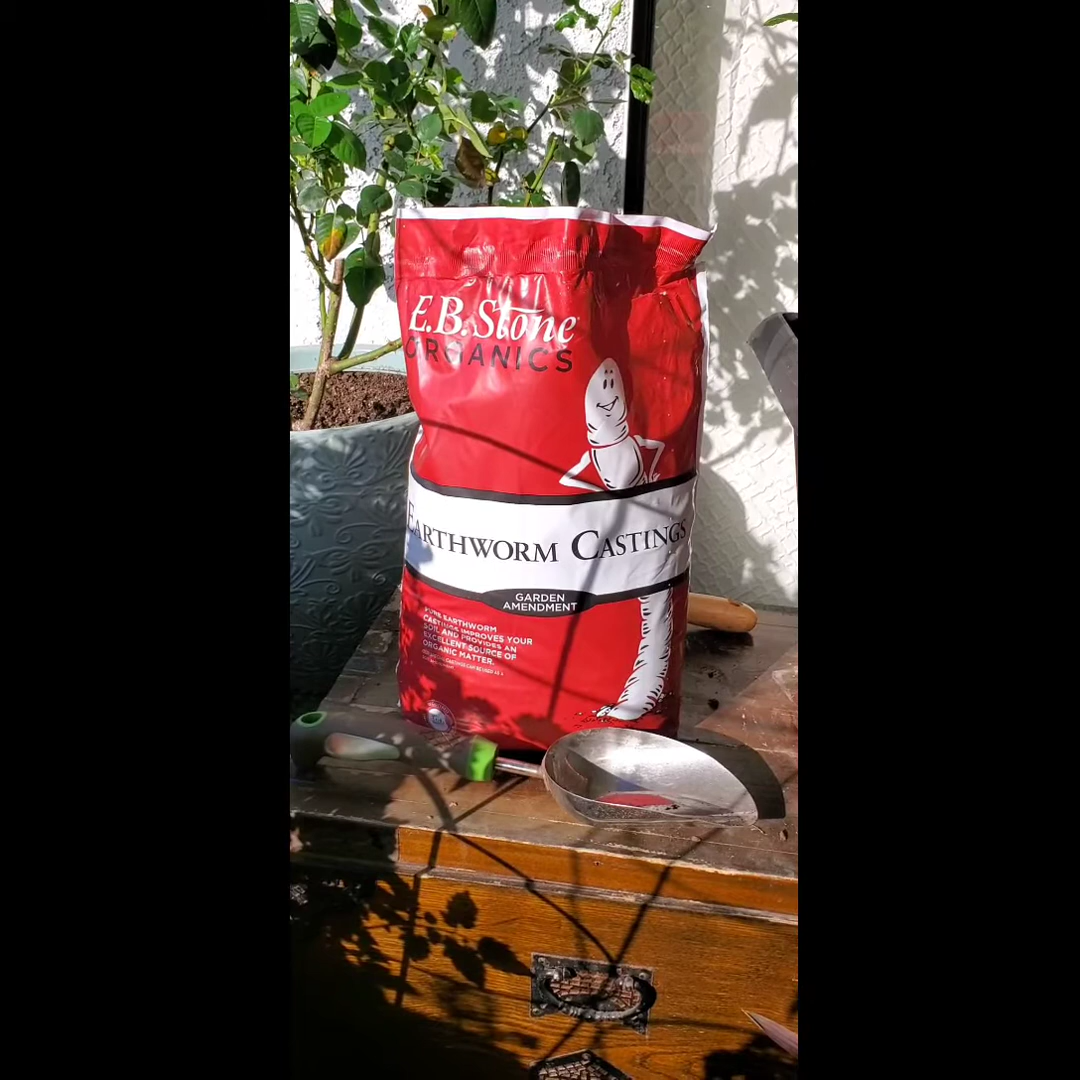 E.B. Stone
ORGANICS
EARTHWORM CASTINGS
GARDEN
AMENDMENT
PURE EARTHWORM
CASTINGS IMPROVES YOUR
SOIL AND PROVIDES AN
EXCELLENT SOURCE OF
ORGANIC MATTER.